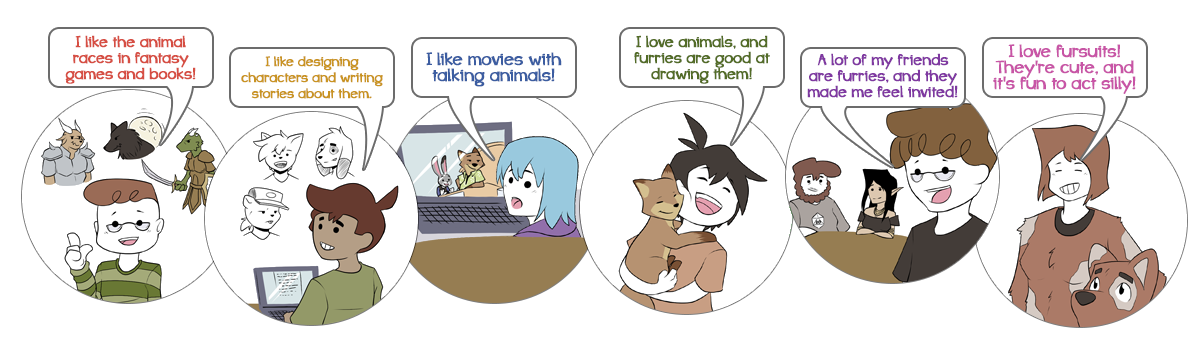 I like the animal
races in fantasy
games and books!
I like designing
characters and writing
stories about them.
I like movies with
talking animals!
I love animals, and
furries are good at
drawing them!
A lot of my friends
are furries, and they
made me feel invited!
I love fursuits!
They're cute, and
it's fun to act silly!